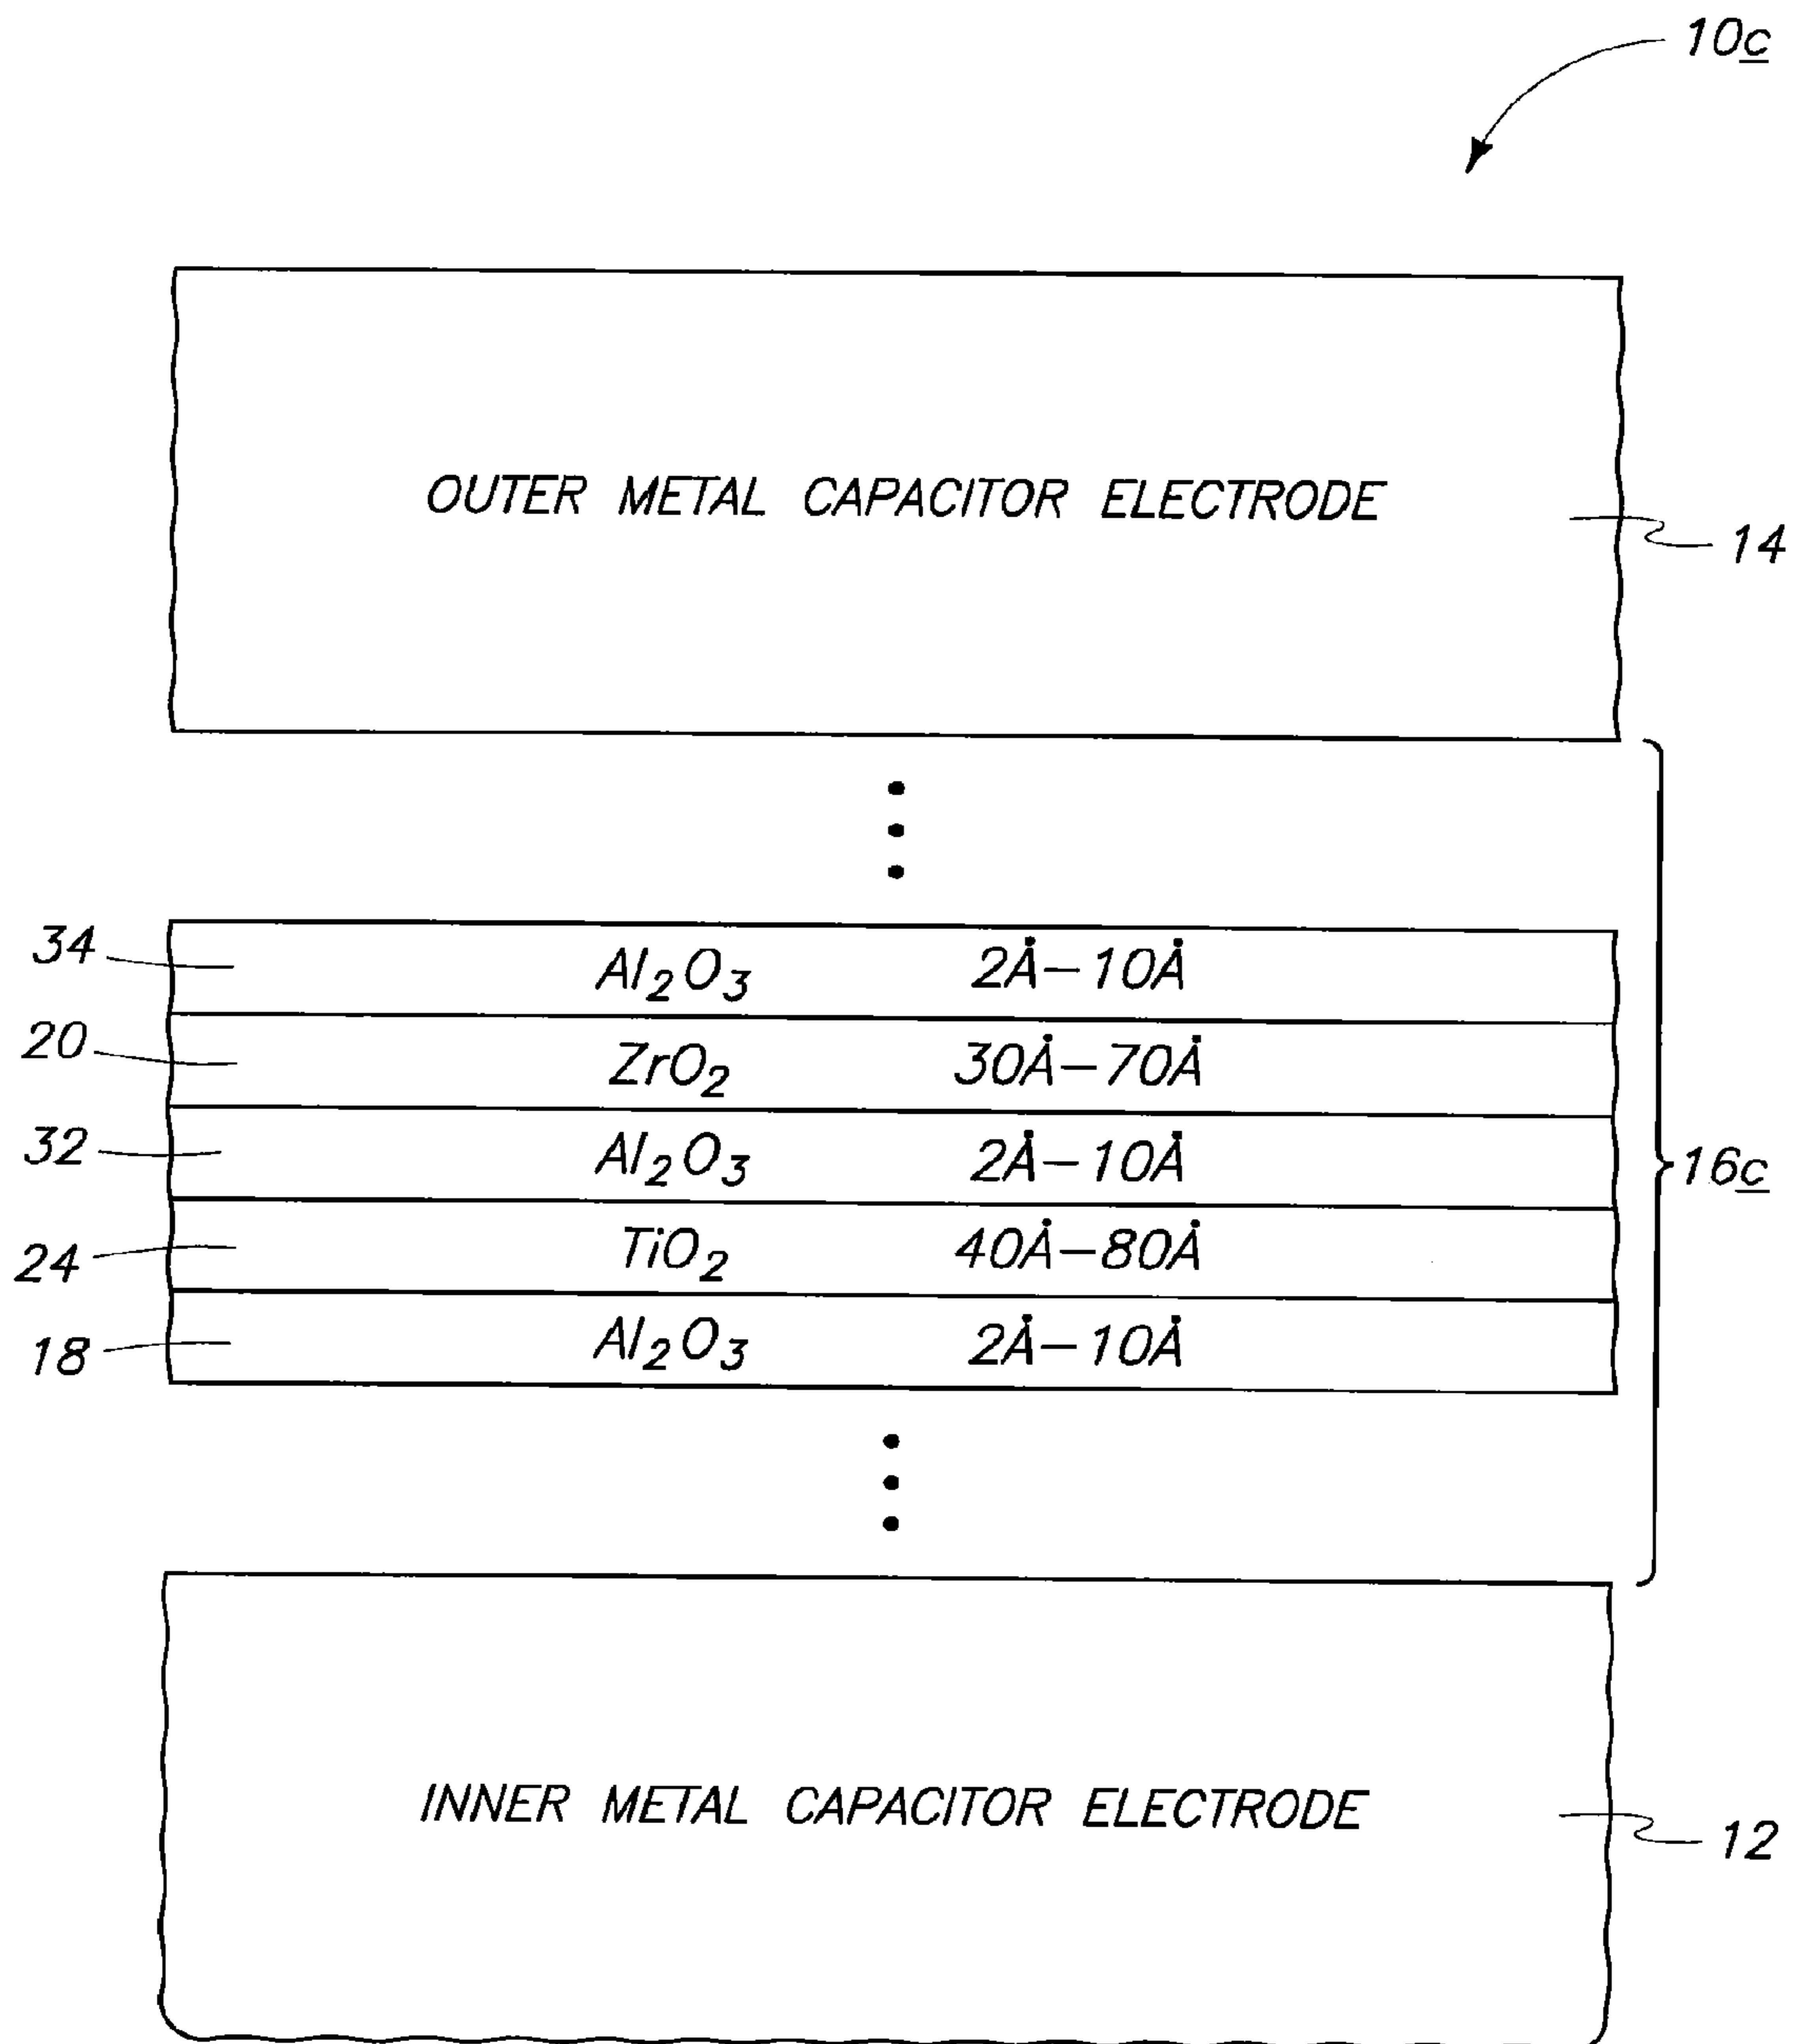 10c
OUTER METAL CAPACITOR ELECTRODE
14
34 Al₂O₃ 2Å–10Å
20 ZrO₂ 30Å–70Å
32 Al₂O₃ 2Å–10Å
16c
24 TiO₂ 40Å–80Å
18 Al₂O₃ 2Å–10Å
INNER METAL CAPACITOR ELECTRODE
12